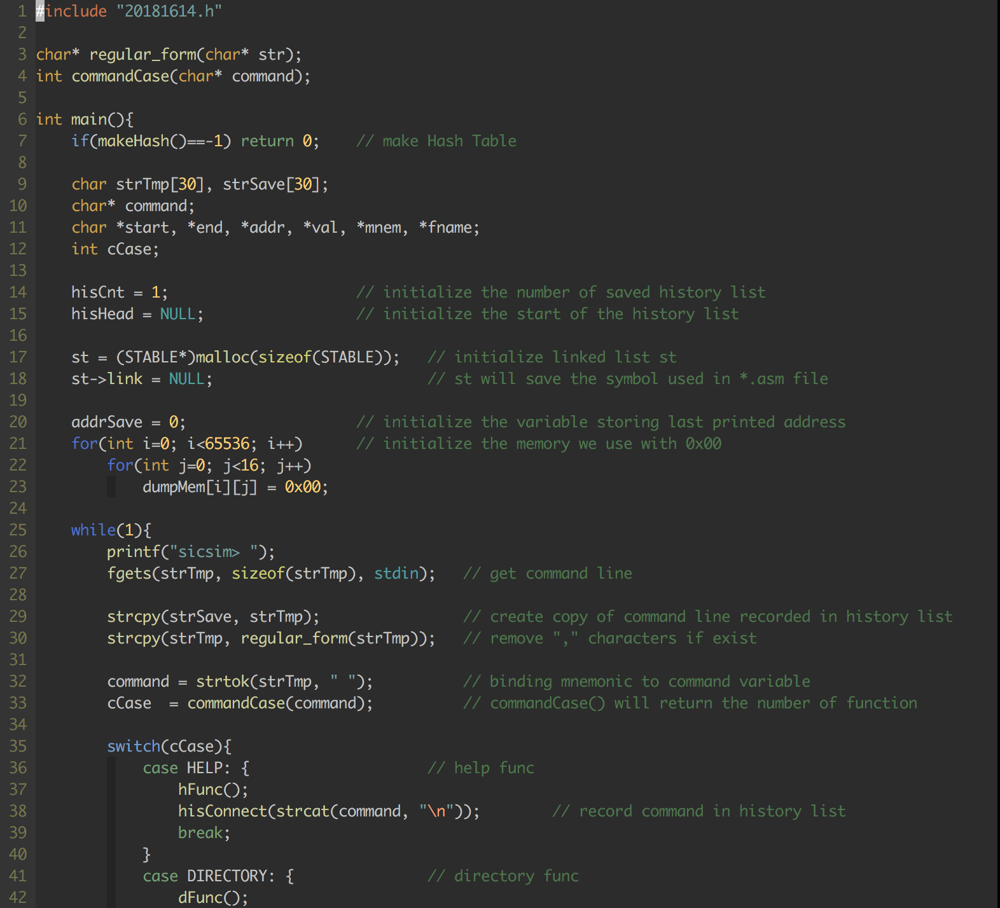 1 #include "20181614.h"
2
3 char* regular_form(char* str);
4 int commandCase(char* command);
5
6 int main(){
7     if(makeHash()==-1) return 0;    // make Hash Table
8
9     char strTmp[30], strSave[30];
10     char* command;
11     char *start, *end, *addr, *val, *mnem, *fname;
12     int cCase;
13
14     hisCnt = 1;                     // initialize the number of saved history list
15     hisHead = NULL;                 // initialize the start of the history list
16
17     st = (STABLE*)malloc(sizeof(STABLE));   // initialize linked list st
18     st->link = NULL;                        // st will save the symbol used in *.asm file
19
20     addrSave = 0;                   // initialize the variable storing last printed address
21     for(int i=0; i<65536; i++)      // initialize the memory we use with 0x00
22         for(int j=0; j<16; j++)
23             dumpMem[i][j] = 0x00;
24
25     while(1){
26         printf("sicsim> ");
27         fgets(strTmp, sizeof(strTmp), stdin);   // get command line
28
29         strcpy(strSave, strTmp);                // create copy of command line recorded in history list
30         strcpy(strTmp, regular_form(strTmp));   // remove "," characters if exist
31
32         command = strtok(strTmp, " ");          // binding mnemonic to command variable
33         cCase  = commandCase(command);          // commandCase() will return the number of function
34
35         switch(cCase){
36             case HELP: {                    // help func
37                 hFunc();
38                 hisConnect(strcat(command, "\n"));        // record command in history list
39                 break;
40             }
41             case DIRECTORY: {               // directory func
42                 dFunc();